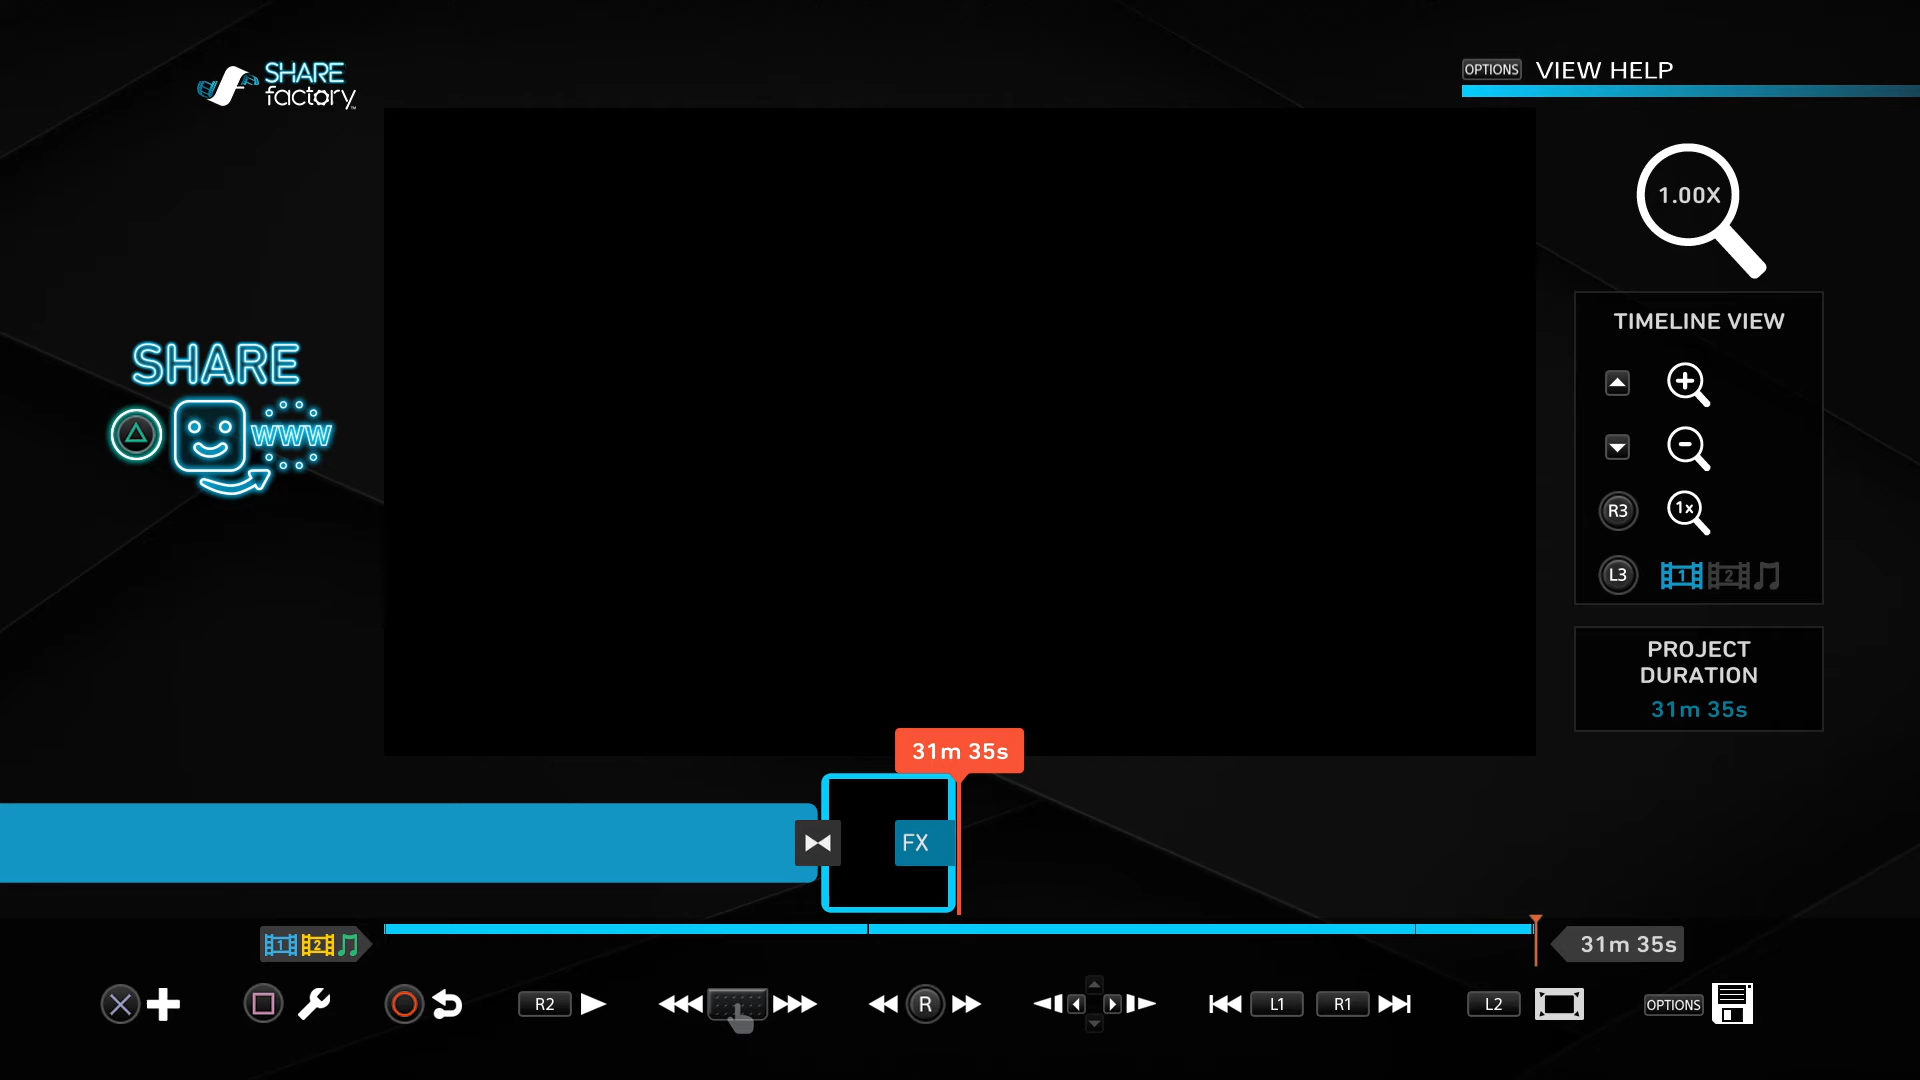 SHARE
factory™
OPTIONS VIEW HELP
1.00X
TIMELINE VIEW
SHARE
WWW
1x
R3
L3 1 2
PROJECT
DURATION
31m 35s
31m 35s
FX
1 2
31m 35s
R2
R
L1
R1
L2
OPTIONS